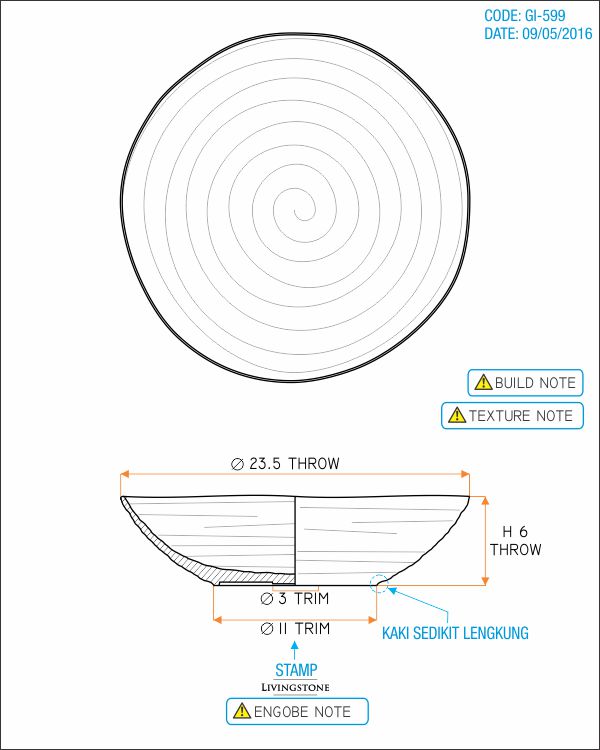 CODE: GI-599
DATE: 09/05/2016
BUILD NOTE
TEXTURE NOTE
Ø 23.5 THROW
H 6
THROW
Ø 3 TRIM
Ø 11 TRIM
KAKI SEDIKIT LENGKUNG
STAMP
LIVINGSTONE
ENGOBE NOTE